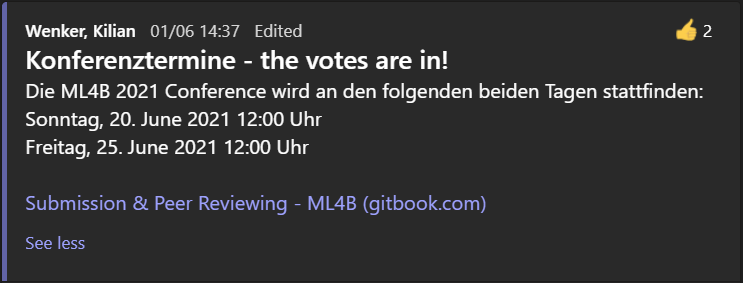 Wenker, Kilian 01/06 14:37 Edited 👍 2
Konferenztermine - the votes are in!
Die ML4B 2021 Conference wird an den folgenden beiden Tagen stattfinden:
Sonntag, 20. June 2021 12:00 Uhr
Freitag, 25. June 2021 12:00 Uhr
Submission & Peer Reviewing - ML4B (gitbook.com)
See less